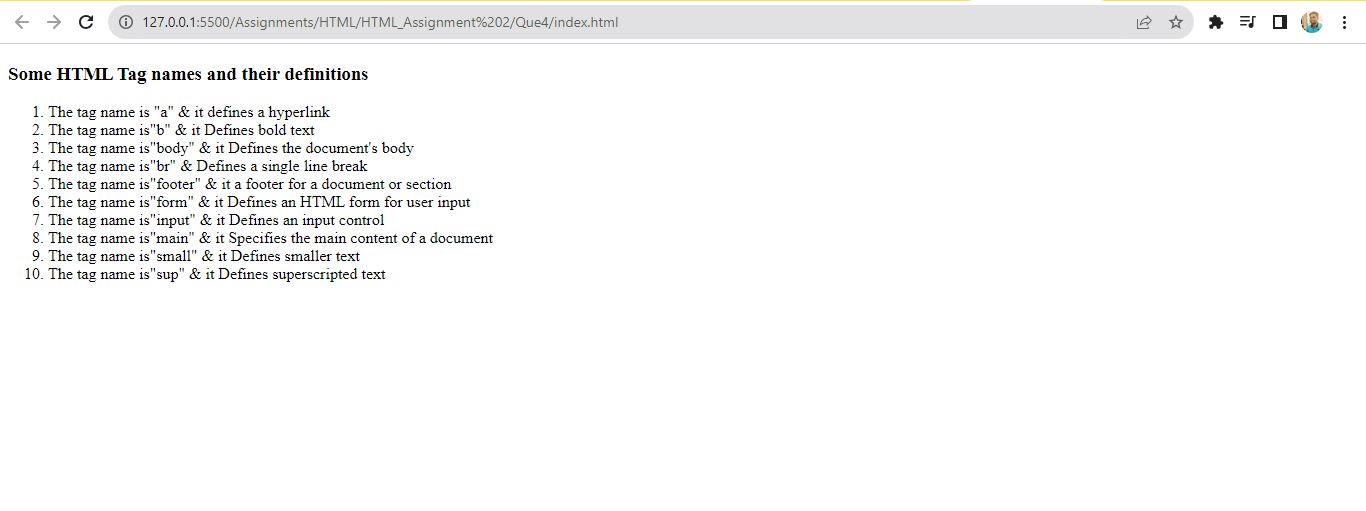 127.0.0.1:5500/Assignments/HTML/HTML_Assignment%202/Que4/index.html
Some HTML Tag names and their definitions
1. The tag name is "a" & it defines a hyperlink
2. The tag name is"b" & it Defines bold text
3. The tag name is"body" & it Defines the document's body
4. The tag name is"br" & Defines a single line break
5. The tag name is"footer" & it a footer for a document or section
6. The tag name is"form" & it Defines an HTML form for user input
7. The tag name is"input" & it Defines an input control
8. The tag name is"main" & it Specifies the main content of a document
9. The tag name is"small" & it Defines smaller text
10. The tag name is"sup" & it Defines superscripted text